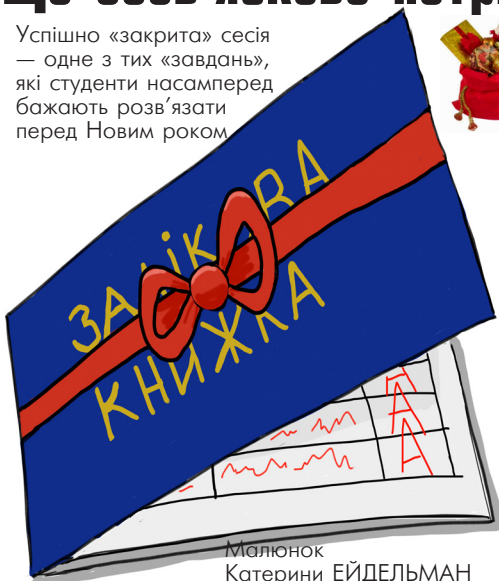 Успішно «закрита» сесія
— одне з тих «завдань»,
які студенти насамперед
бажають розв’язати
перед Новим роком
КНИЖКА
А
А
А
Малюнок
Катерини ЕЙДЕЛЬМАН